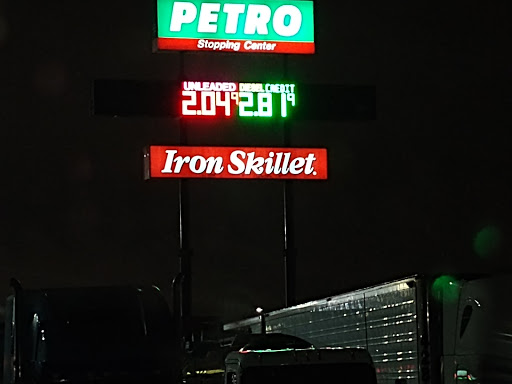 PETRO
Stopping Center
UNLEADED DIESEL CREDIT
2.04⁹ 2.81⁹
Iron Skillet.